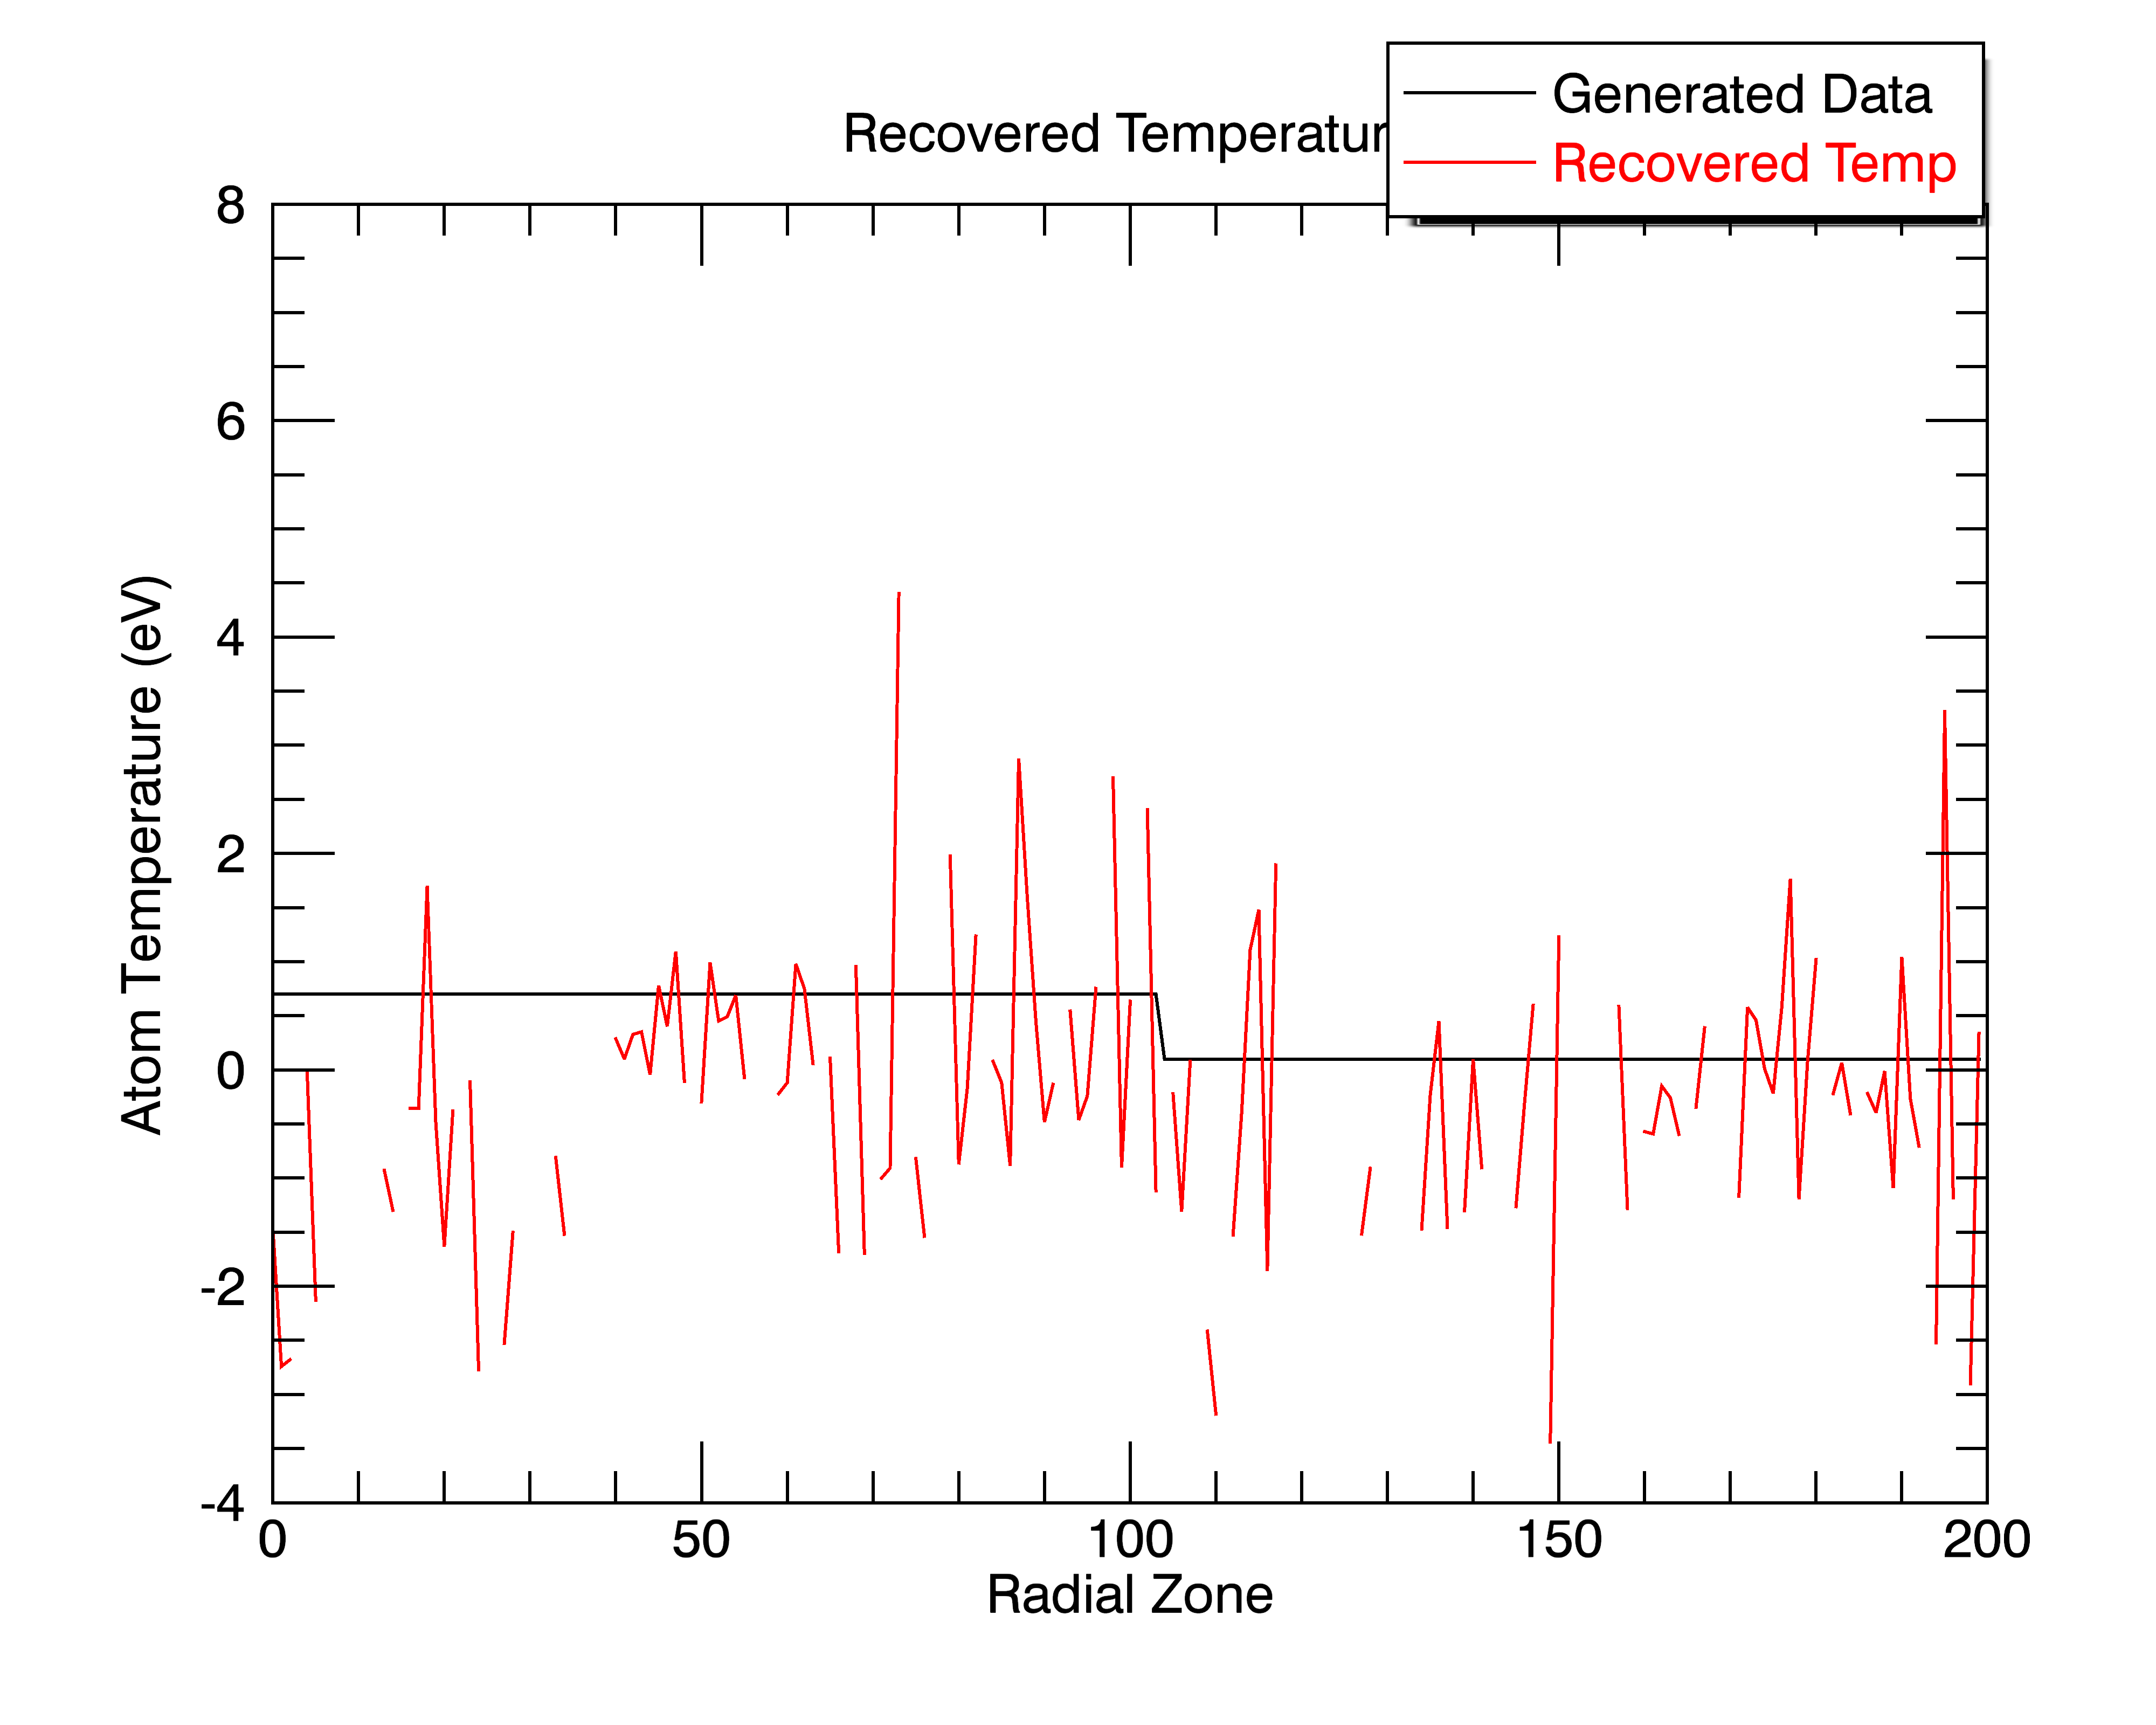 Generated Data
Recovered Temp
Recovered Temperatur
8
6
4
2
0
-2
-4
Atom Temperature (eV)
0 50 100 150 200
Radial Zone